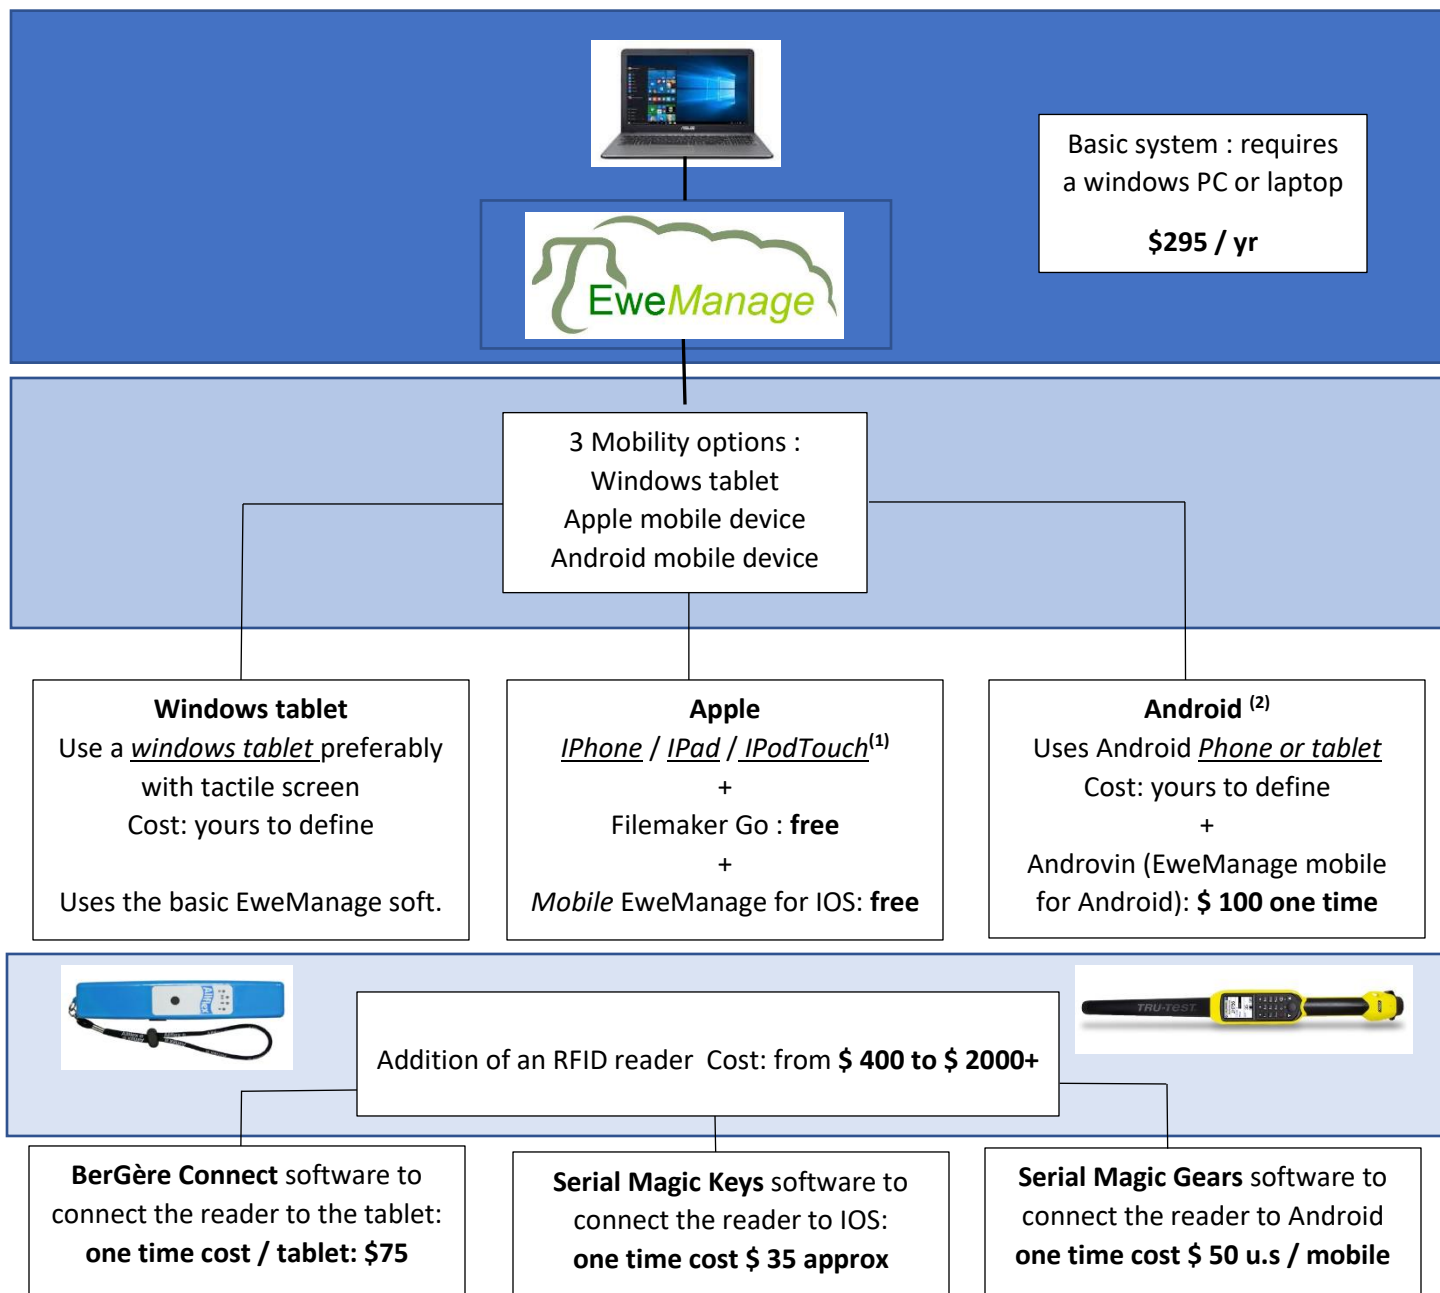 Basic system : requires
a windows PC or laptop
$295 / yr
ASUS
EweManage
3 Mobility options :
Windows tablet
Apple mobile device
Android mobile device
Windows tablet
Use a windows tablet preferably
with tactile screen
Cost: yours to define
Uses the basic EweManage soft.
Apple
IPhone / IPad / IPodTouch(1)
+
Filemaker Go : free
+
Mobile EweManage for IOS: free
Android (2)
Uses Android Phone or tablet
Cost: yours to define
+
Androvin (EweManage mobile
for Android): $ 100 one time
Allflex
TRU-TEST
Addition of an RFID reader  Cost: from $ 400 to $ 2000+
BerGère Connect software to
connect the reader to the tablet:
one time cost / tablet: $75
Serial Magic Keys software to
connect the reader to IOS:
one time cost $ 35 approx
Serial Magic Gears software to
connect the reader to Android
one time cost $ 50 u.s / mobile